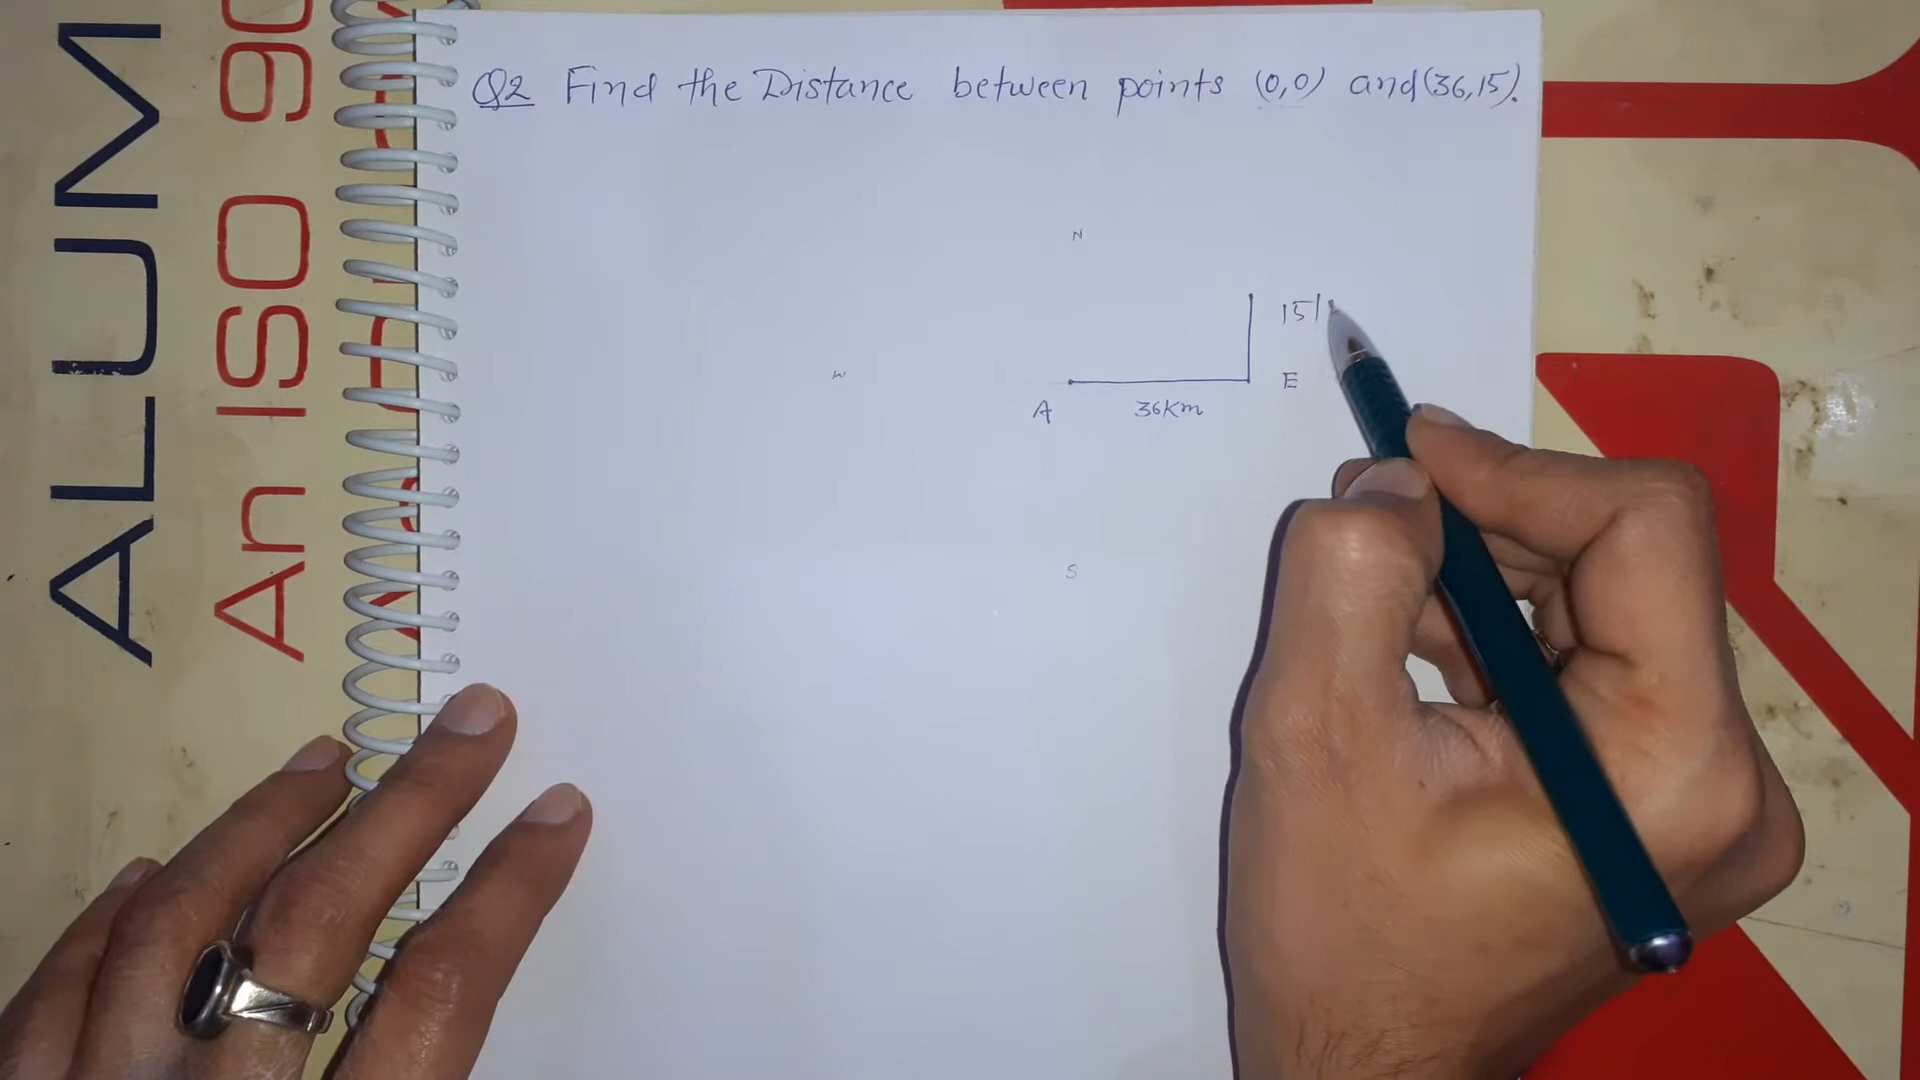 Q2 Find the Distance between points (0,0) and (36,15).
N
15
W
E
A
36Km
S
ALUM
An ISO 90